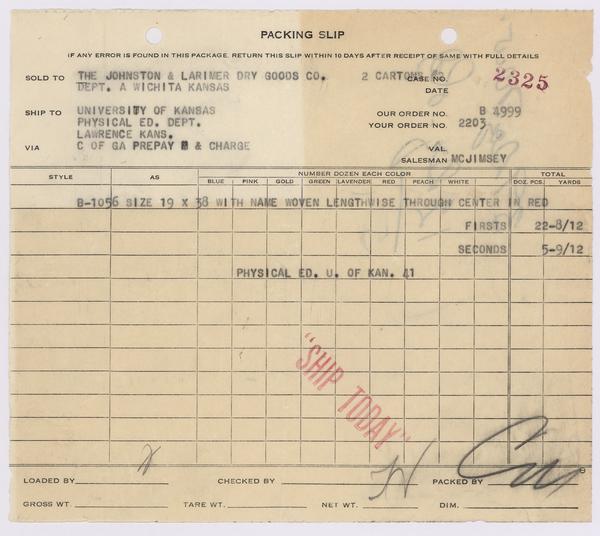 PACKING SLIP
IF ANY ERROR IS FOUND IN THIS PACKAGE, RETURN THIS SLIP WITHIN 10 DAYS AFTER RECEIPT OF SAME WITH FULL DETAILS
SOLD TO THE JOHNSTON & LARIMER DRY GOODS CO. 2 CARTONS CASE NO. 2325
DEPT. A WICHITA KANSAS DATE
SHIP TO UNIVERSITY OF KANSAS OUR ORDER NO. B 4999
PHYSICAL ED. DEPT. YOUR ORDER NO. 2203
LAWRENCE KANS.
VIA C OF GA PREPAY & CHARGE VAL.
SALESMAN MCJIMSEY
STYLE AS NUMBER DOZEN EACH COLOR TOTAL
BLUE PINK GOLD GREEN LAVENDER RED PEACH WHITE DOZ. PCS. YARDS
B-1056 SIZE 19 X 38 WITH NAME WOVEN LENGTHWISE THROUGH CENTER IN RED
FIRSTS 22-8/12
SECONDS 5-9/12
PHYSICAL ED. U. OF KAN. 41
"SHIP TODAY"
LOADED BY CHECKED BY PACKED BY 9
GROSS WT. TARE WT. NET WT. DIM.